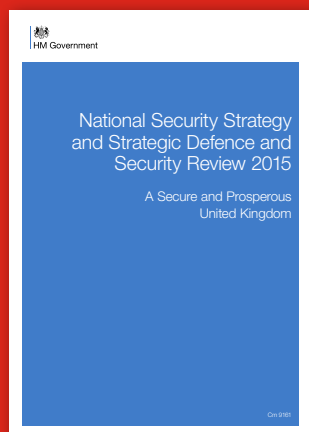 HM Government
National Security Strategy
and Strategic Defence and
Security Review 2015
A Secure and Prosperous
United Kingdom
Cm 9161